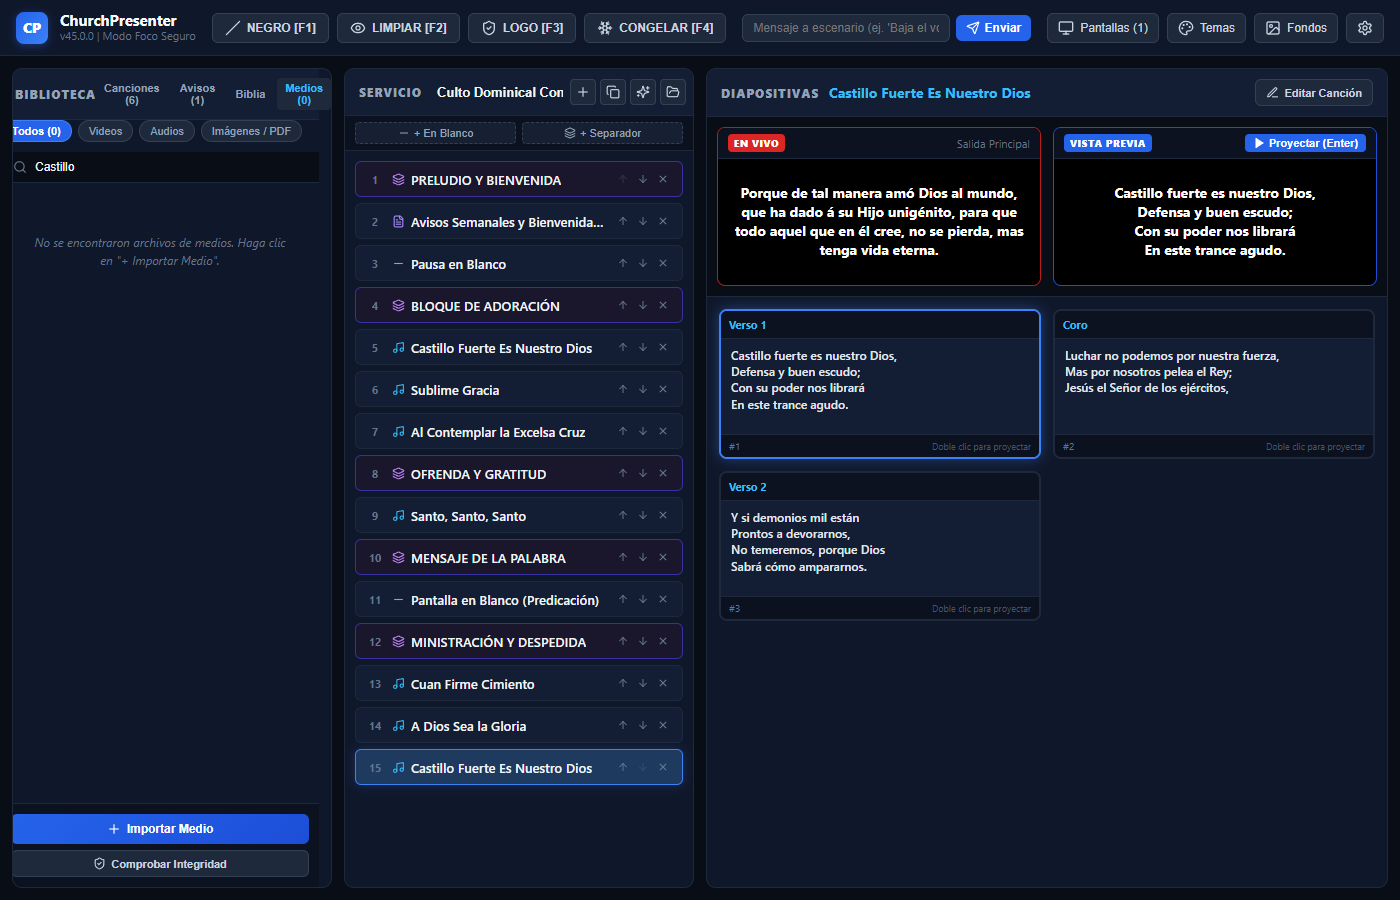 CP
ChurchPresenter
v45.0.0 | Modo Foco Seguro
NEGRO [F1]
LIMPIAR [F2]
LOGO [F3]
CONGELAR [F4]
Mensaje a escenario (ej. 'Baja el vo
Enviar
Pantallas (1)
Temas
Fondos
BIBLIOTECA
Canciones
(6)
Avisos
(1)
Biblia
Medios
(0)
Todos (0)
Videos
Audios
Imágenes / PDF
Castillo
No se encontraron archivos de medios. Haga clic
en "+ Importar Medio".
Importar Medio
Comprobar Integridad
SERVICIO
Culto Dominical Con
+ En Blanco
+ Separador
1 PRELUDIO Y BIENVENIDA
2 Avisos Semanales y Bienvenida...
3 Pausa en Blanco
4 BLOQUE DE ADORACIÓN
5 Castillo Fuerte Es Nuestro Dios
6 Sublime Gracia
7 Al Contemplar la Excelsa Cruz
8 OFRENDA Y GRATITUD
9 Santo, Santo, Santo
10 MENSAJE DE LA PALABRA
11 Pantalla en Blanco (Predicación)
12 MINISTRACIÓN Y DESPEDIDA
13 Cuan Firme Cimiento
14 A Dios Sea la Gloria
15 Castillo Fuerte Es Nuestro Dios
DIAPOSITIVAS
Castillo Fuerte Es Nuestro Dios
Editar Canción
EN VIVO
Salida Principal
Porque de tal manera amó Dios al mundo,
que ha dado á su Hijo unigénito, para que
todo aquel que en él cree, no se pierda, mas
tenga vida eterna.
VISTA PREVIA
Proyectar (Enter)
Castillo fuerte es nuestro Dios,
Defensa y buen escudo;
Con su poder nos librará
En este trance agudo.
Verso 1
Castillo fuerte es nuestro Dios,
Defensa y buen escudo;
Con su poder nos librará
En este trance agudo.
#1
Doble clic para proyectar
Coro
Luchar no podemos por nuestra fuerza,
Mas por nosotros pelea el Rey;
Jesús el Señor de los ejércitos,
#2
Doble clic para proyectar
Verso 2
Y si demonios mil están
Prontos a devorarnos,
No temeremos, porque Dios
Sabrá cómo ampararnos.
#3
Doble clic para proyectar